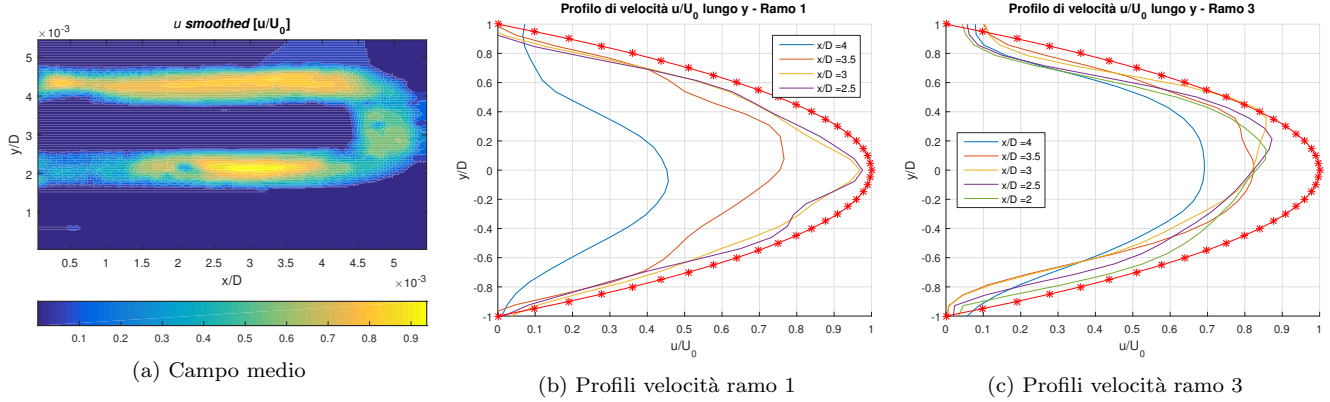 u smoothed [u/U0]
×10-3
5
4
3
2
1
y/D
0.5 1 1.5 2 2.5 3 3.5 4 4.5 5
x/D
×10-3
0.1 0.2 0.3 0.4 0.5 0.6 0.7 0.8 0.9
(a) Campo medio
Profilo di velocità u/U0 lungo y - Ramo 1
x/D =4
x/D =3.5
x/D =3
x/D =2.5
1
0.8
0.6
0.4
0.2
0
-0.2
-0.4
-0.6
-0.8
-1
y/D
0 0.1 0.2 0.3 0.4 0.5 0.6 0.7 0.8 0.9 1
u/U0
(b) Profili velocità ramo 1
Profilo di velocità u/U0 lungo y - Ramo 3
1
0.8
0.6
0.4
0.2
0
-0.2
-0.4
-0.6
-0.8
-1
y/D
x/D =4
x/D =3.5
x/D =3
x/D =2.5
x/D =2
0 0.1 0.2 0.3 0.4 0.5 0.6 0.7 0.8 0.9 1
u/U0
(c) Profili velocità ramo 3